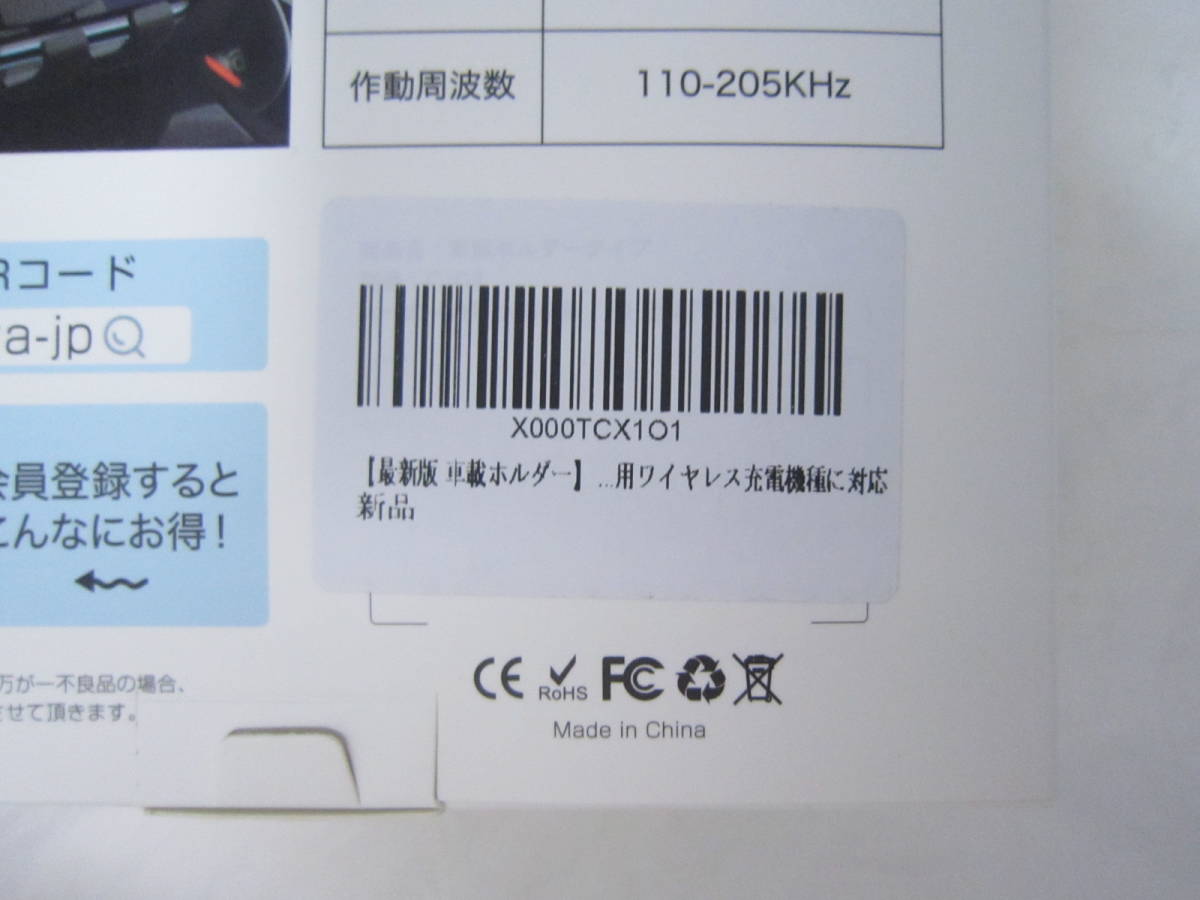 作動周波数 110-205KHz
Rコード
a-jp
会員登録すると
こんなにお得!
X000TCX1O1
【最新版 車載ホルダー】 ...用ワイヤレス充電機種に対応
新品
万が一不良品の場合、
させて頂きます。
CE RoHS FC
Made in China